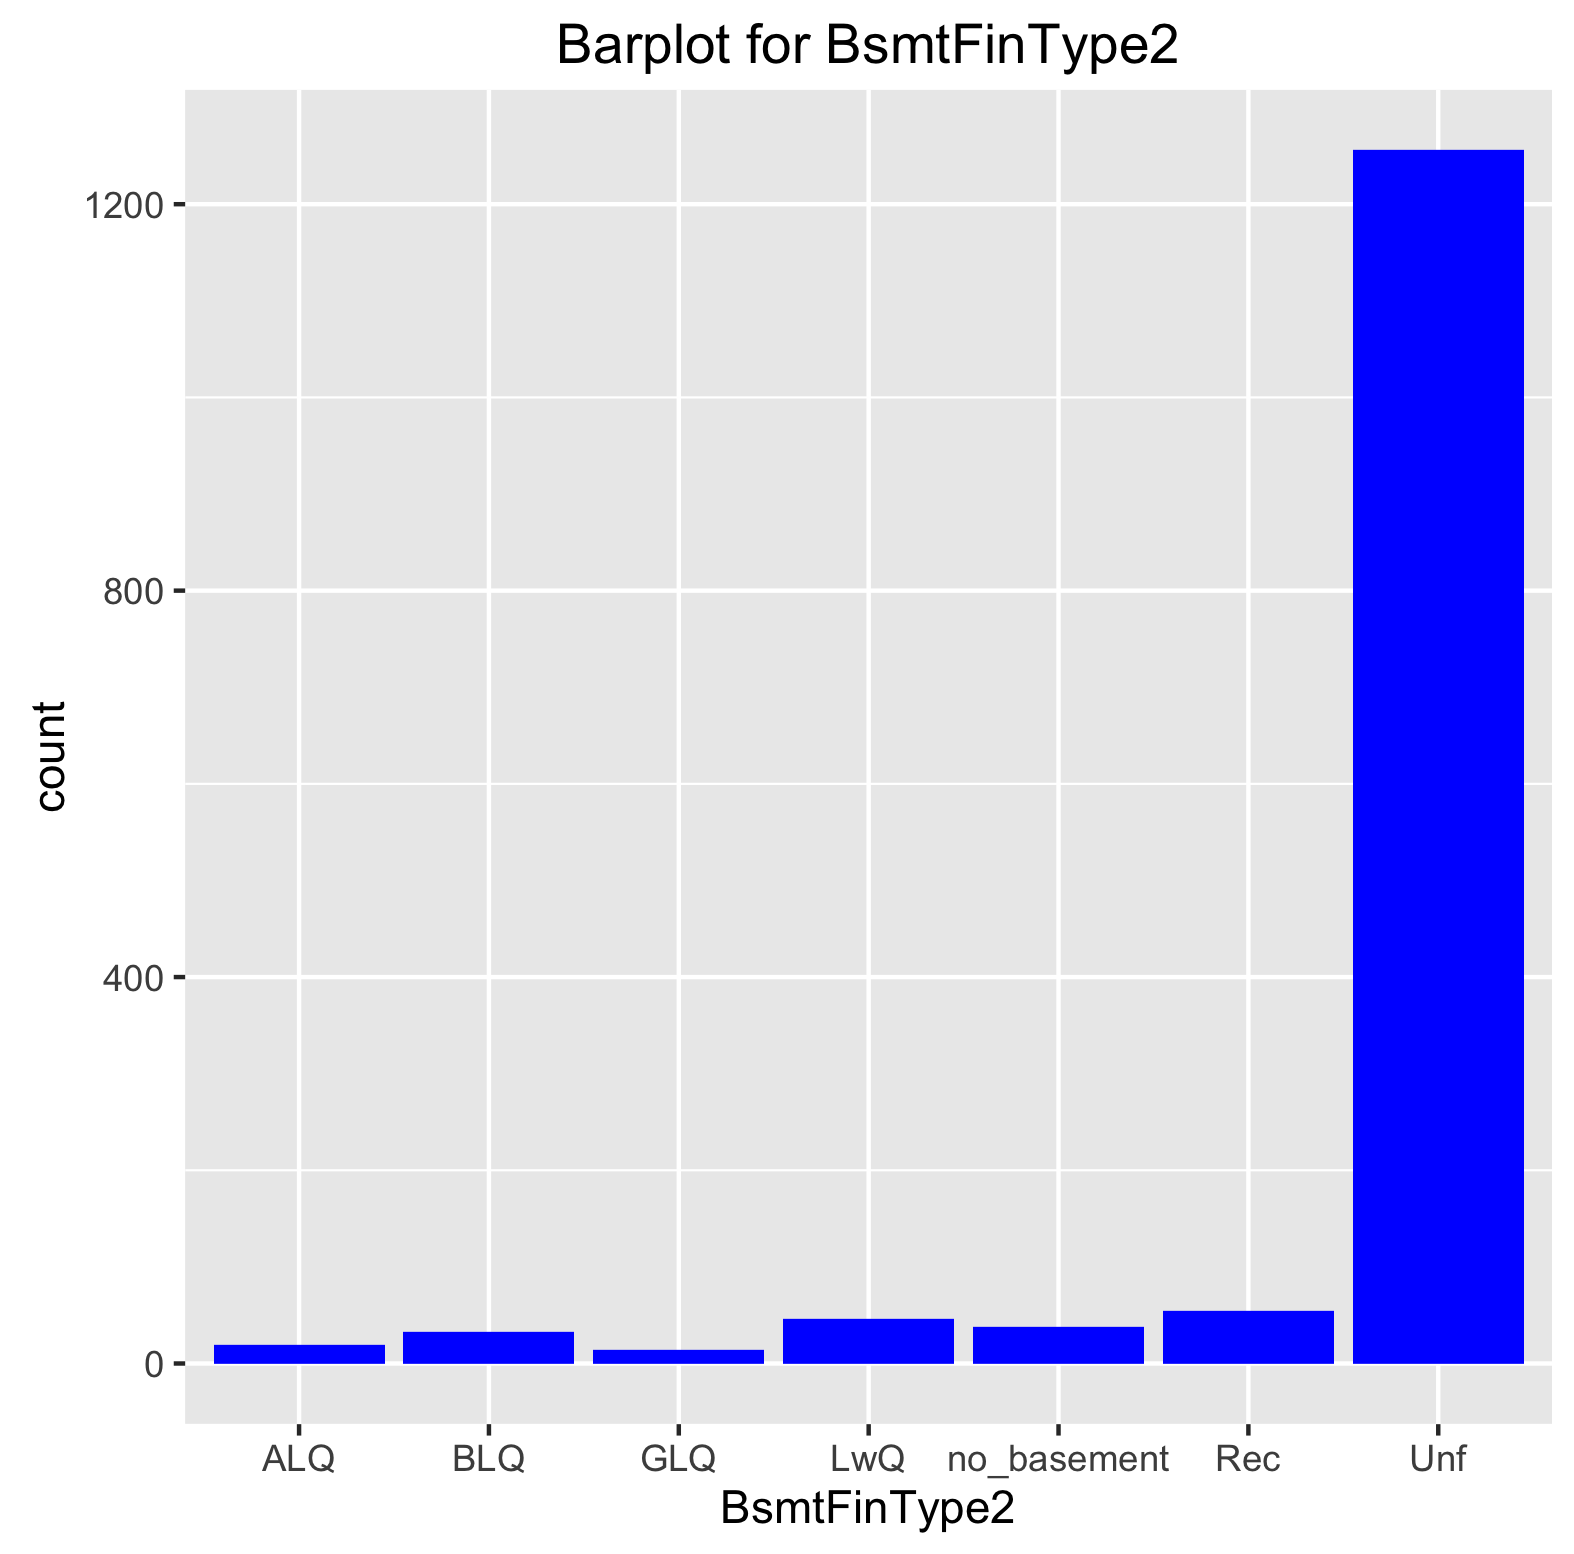 Barplot for BsmtFinType2
1200
800
400
0
count
ALQ BLQ GLQ LwQ no_basement Rec Unf
BsmtFinType2